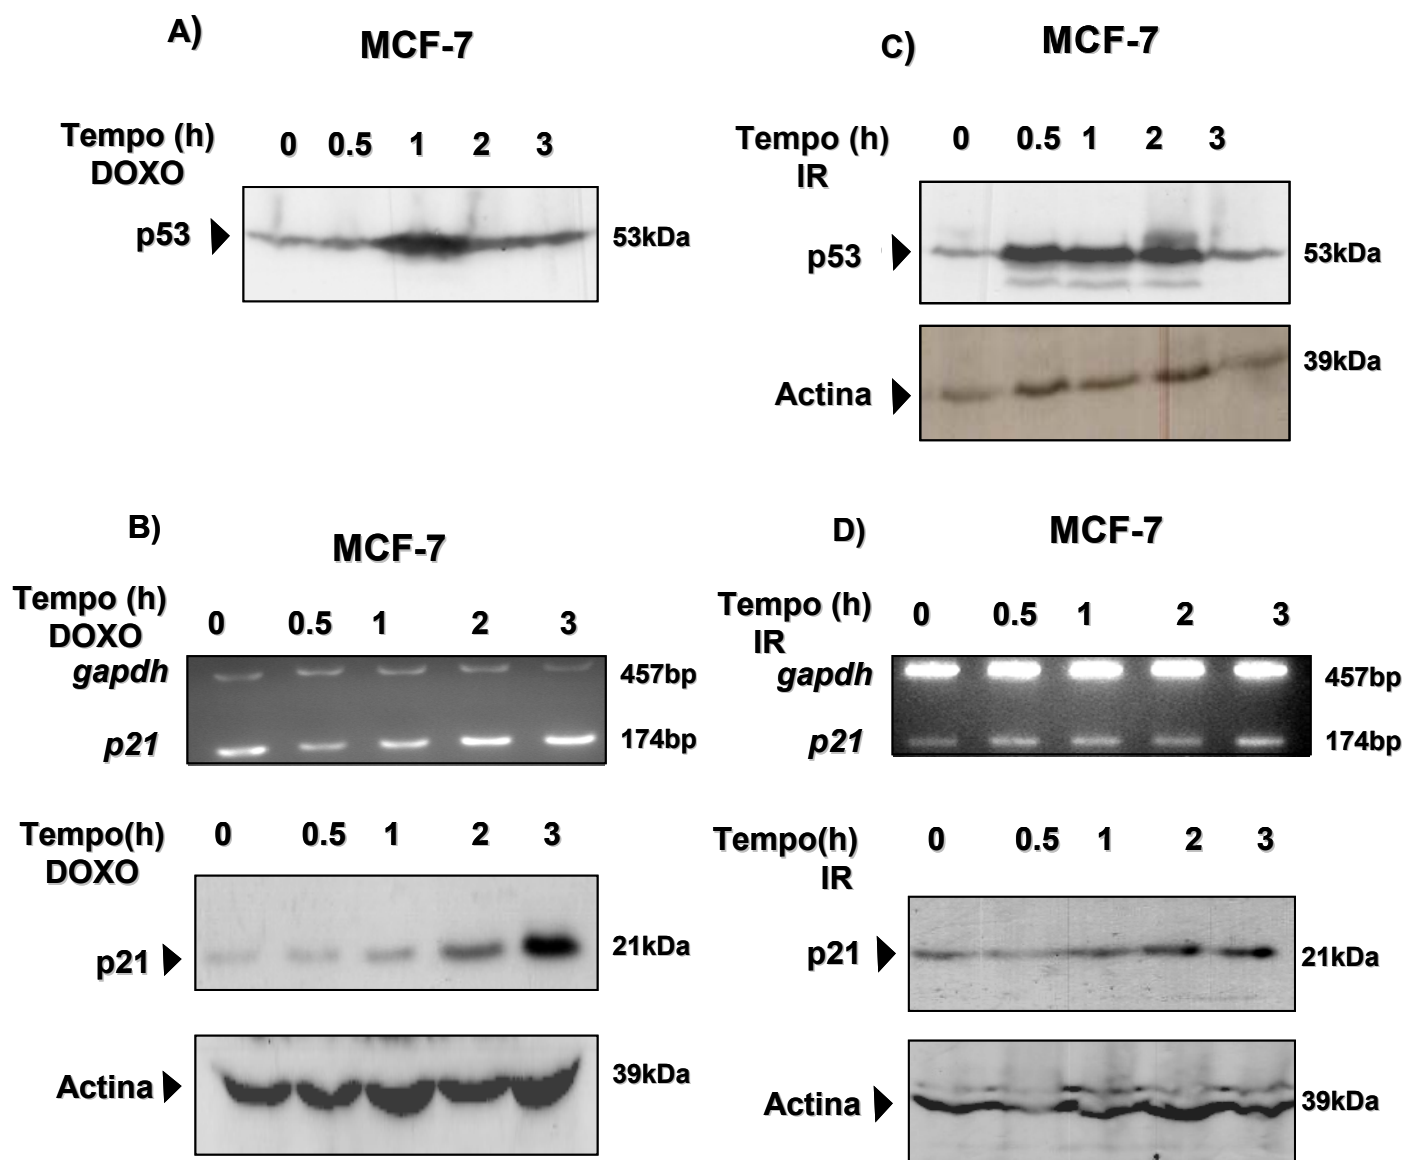 A)
MCF-7
Tempo (h) 0 0.5 1 2 3
DOXO
p53 53kDa
C)
MCF-7
Tempo (h) 0 0.5 1 2 3
IR
p53 53kDa
39kDa
Actina
B)
MCF-7
Tempo (h) 0 0.5 1 2 3
DOXO
gapdh 457bp
p21 174bp
Tempo(h) 0 0.5 1 2 3
DOXO
p21 21kDa
Actina 39kDa
D)
MCF-7
Tempo (h) 0 0.5 1 2 3
IR
gapdh 457bp
p21 174bp
Tempo(h) 0 0.5 1 2 3
IR
p21 21kDa
Actina 39kDa